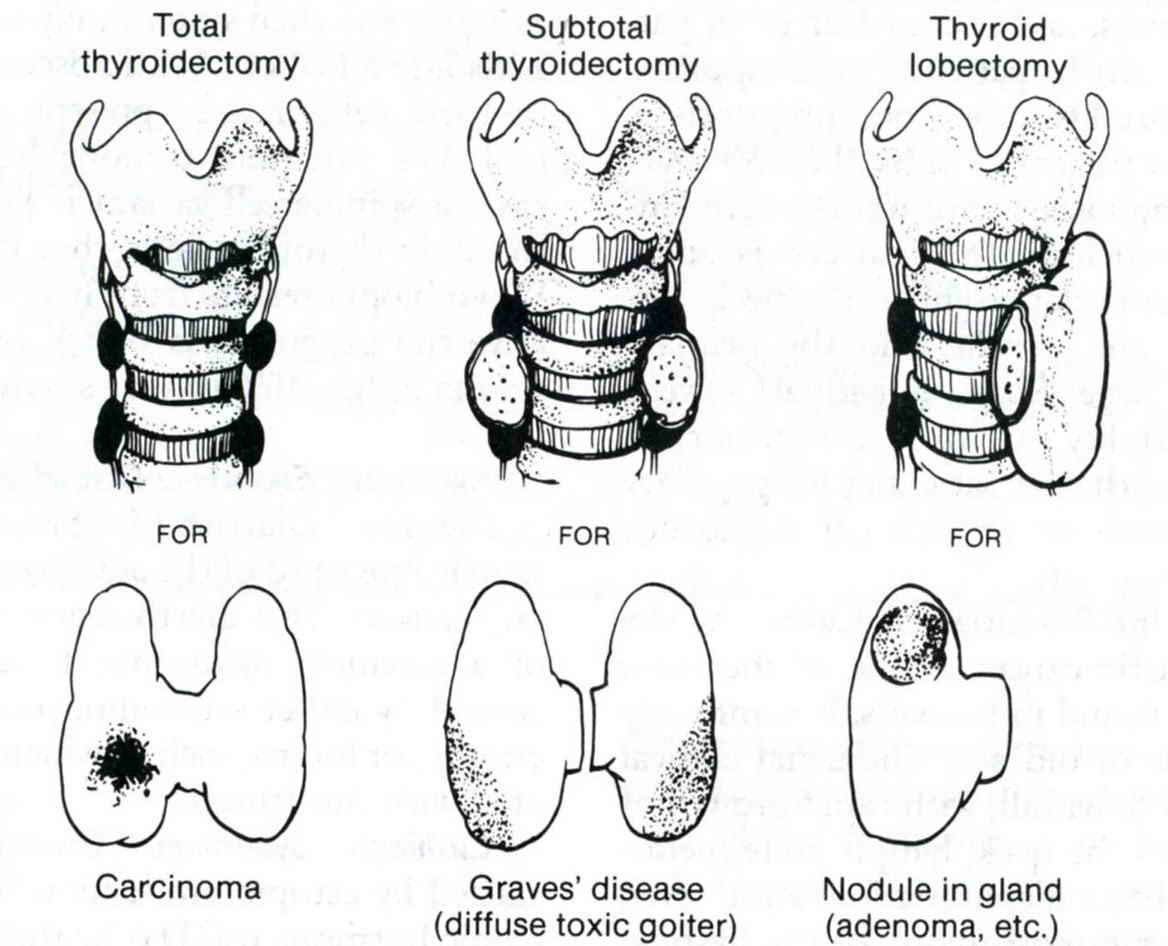 Total
thyroidectomy
Subtotal
thyroidectomy
Thyroid
lobectomy
FOR
FOR
FOR
Carcinoma
Graves’ disease
(diffuse toxic goiter)
Nodule in gland
(adenoma, etc.)